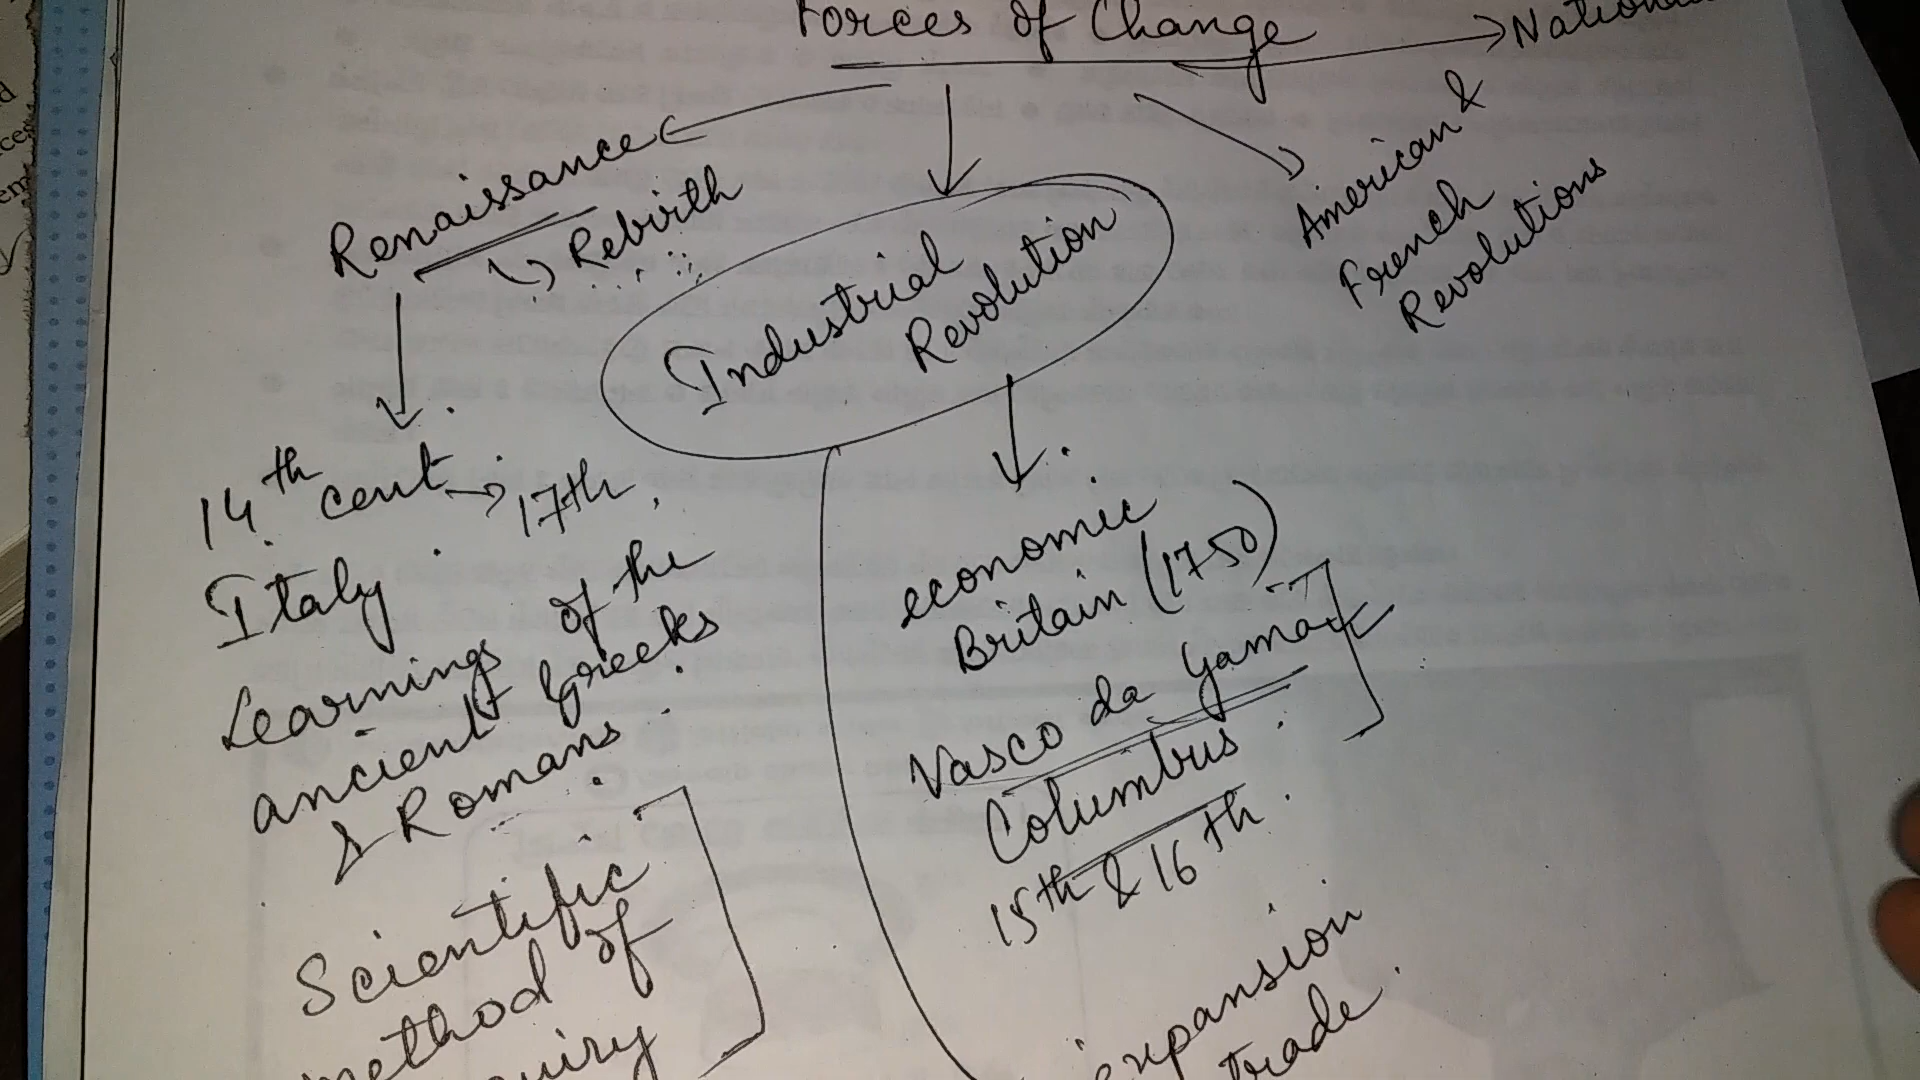 Forces of Change
Renaissance
Rebirth
14th cent → 17th.
Italy.
Learnings of the
ancient Greeks
& Romans.
Scientific
method of
Industrial
Revolution
economic
Britain (1750)
Vasco da gama
Columbus.
15th & 16th.
expansion
trade.
American &
French
Revolutions